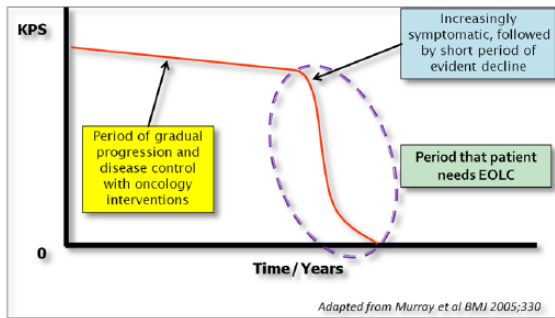 KPS
Increasingly
symptomatic, followed
by short period of
evident decline
Period of gradual
progression and
disease control
with oncology
interventions
Period that patient
needs EOLC
0
Time/Years
Adapted from Murray et al BMJ 2005;330